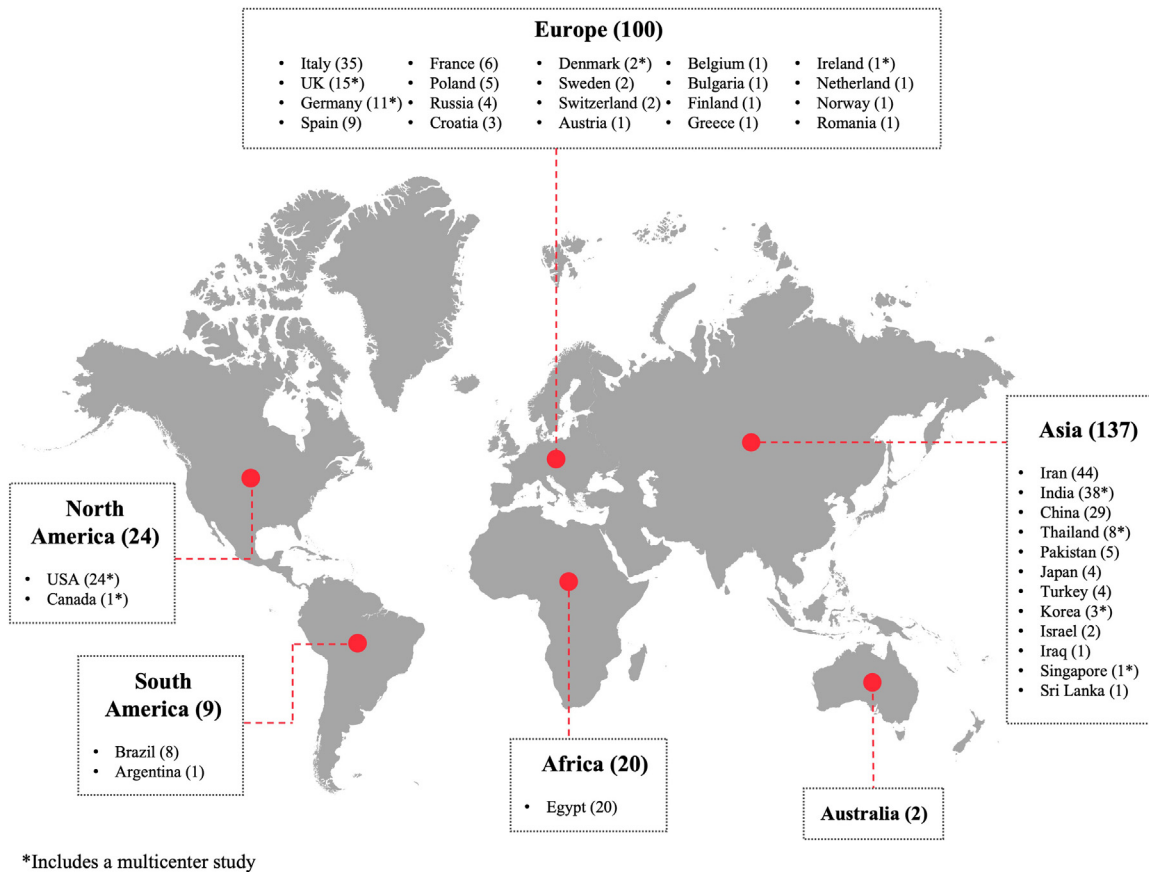 Europe (100)
• Italy (35)
• UK (15*)
• Germany (11*)
• Spain (9)
• France (6)
• Poland (5)
• Russia (4)
• Croatia (3)
• Denmark (2*)
• Sweden (2)
• Switzerland (2)
• Austria (1)
• Belgium (1)
• Bulgaria (1)
• Finland (1)
• Greece (1)
• Ireland (1*)
• Netherland (1)
• Norway (1)
• Romania (1)
Asia (137)
• Iran (44)
• India (38*)
• China (29)
• Thailand (8*)
• Pakistan (5)
• Japan (4)
• Turkey (4)
• Korea (3*)
• Israel (2)
• Iraq (1)
• Singapore (1*)
• Sri Lanka (1)
North
America (24)
• USA (24*)
• Canada (1*)
South
America (9)
• Brazil (8)
• Argentina (1)
Africa (20)
• Egypt (20)
Australia (2)
*Includes a multicenter study